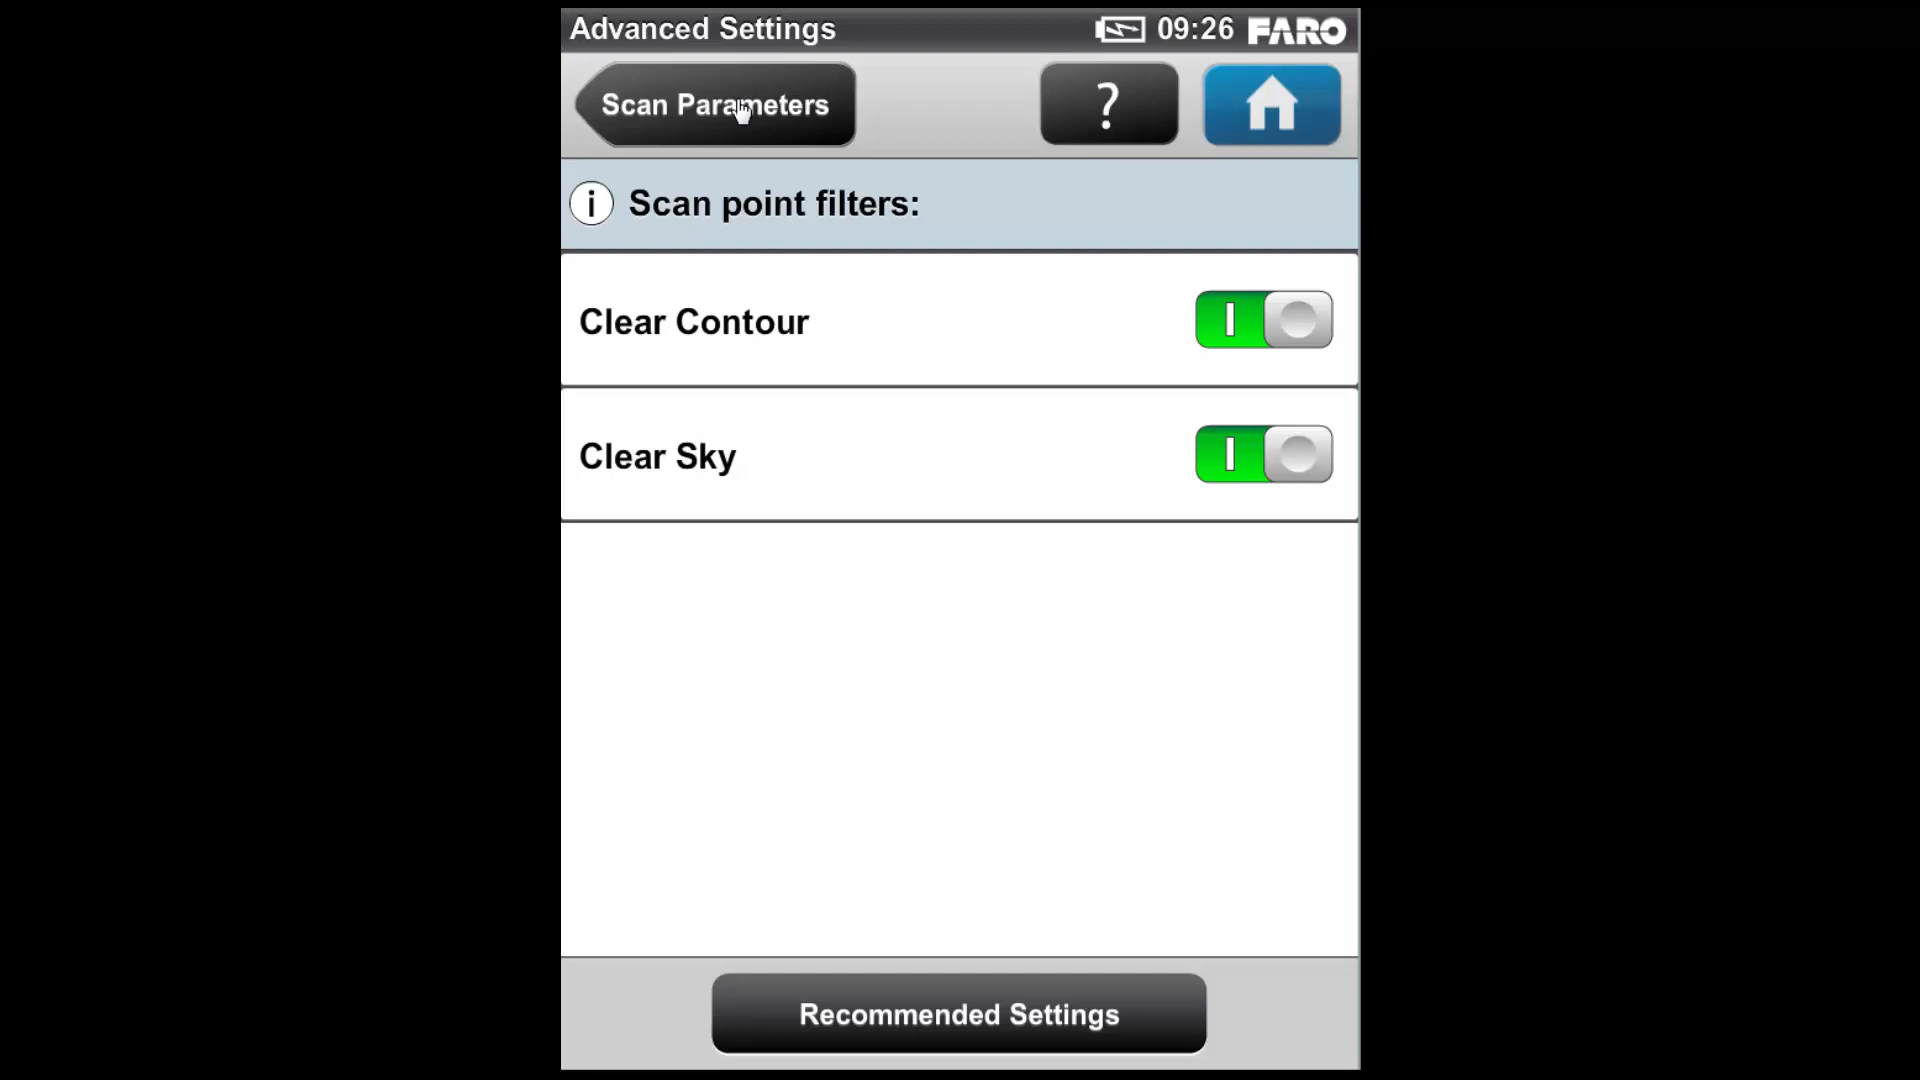 Advanced Settings 09:26 FARO
Scan Parameters ?
i Scan point filters:
Clear Contour
Clear Sky
Recommended Settings